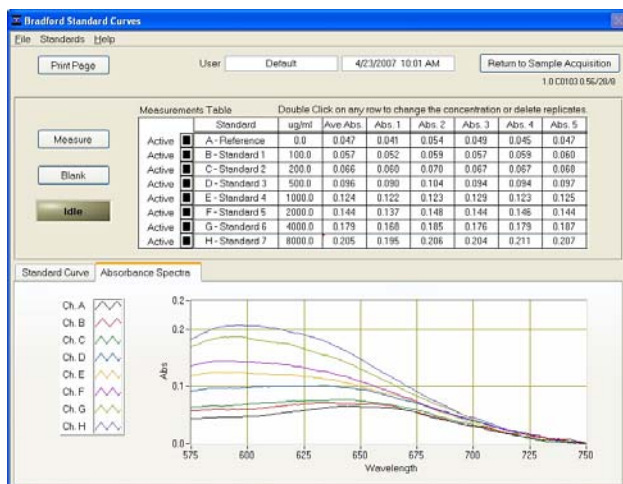 Bradford Standard Curves
File Standards Help
Print Page User Default 4/23/2007 10:01 AM Return to Sample Acquisition
1.0 C0103 0.56/28/8
Measurements Table Double Click on any row to change the concentration or delete replicates.
Standard ug/ml Ave Abs. Abs. 1 Abs. 2 Abs. 3 Abs. 4 Abs. 5
Active A - Reference 0.0 0.047 0.041 0.054 0.049 0.045 0.047
Measure Active B - Standard 1 100.0 0.057 0.052 0.059 0.057 0.059 0.060
Active C - Standard 2 200.0 0.066 0.060 0.070 0.067 0.067 0.068
Blank Active D - Standard 3 500.0 0.096 0.090 0.104 0.094 0.094 0.097
Active E - Standard 4 1000.0 0.124 0.122 0.123 0.129 0.123 0.125
Idle Active F - Standard 5 2000.0 0.144 0.137 0.148 0.144 0.146 0.144
Active G - Standard 6 4000.0 0.179 0.168 0.185 0.176 0.179 0.187
Active H - Standard 7 8000.0 0.205 0.195 0.206 0.204 0.211 0.207
Standard Curve Absorbance Spectra
Ch. A
Ch. B
Ch. C
Ch. D
Ch. E
Ch. F
Ch. G
Ch. H
0.2
0.2
0.1
0.0
Abs
575 600 625 650 675 700 725 750
Wavelength